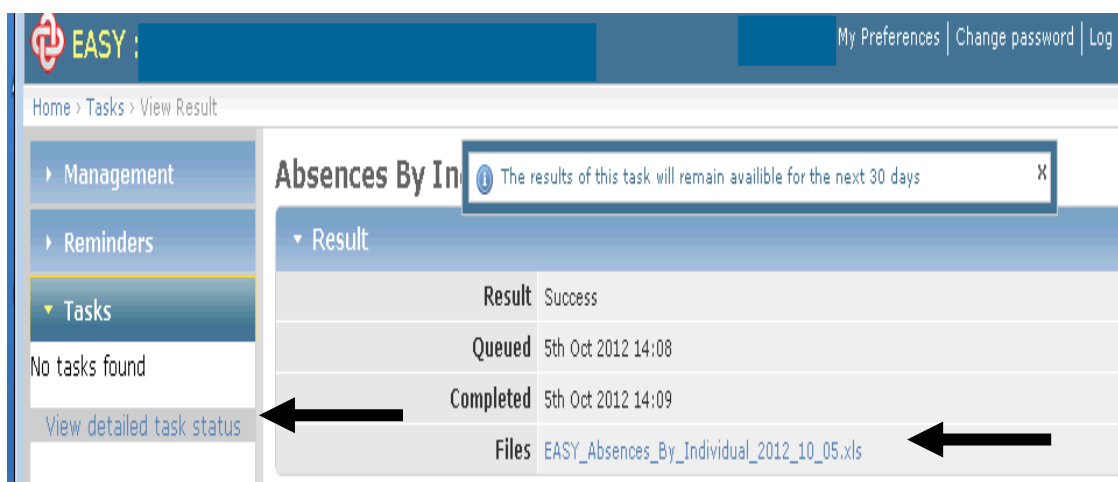 EASY :
My Preferences | Change password | Log
Home > Tasks > View Result
Management
Absences By In
The results of this task will remain availible for the next 30 days
X
Reminders
Result
Tasks
Result Success
No tasks found
Queued 5th Oct 2012 14:08
Completed 5th Oct 2012 14:09
View detailed task status
Files EASY_Absences_By_Individual_2012_10_05.xls